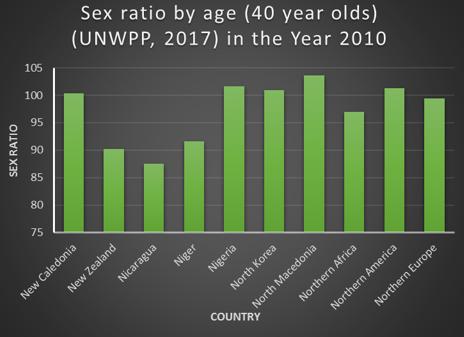 Sex ratio by age (40 year olds)
(UNWPP, 2017) in the Year 2010
SEX RATIO
105
100
95
90
85
80
75
New Caledonia
New Zealand
Nicaragua
Niger
Nigeria
North Korea
North Macedonia
Northern Africa
Northern America
Northern Europe
COUNTRY